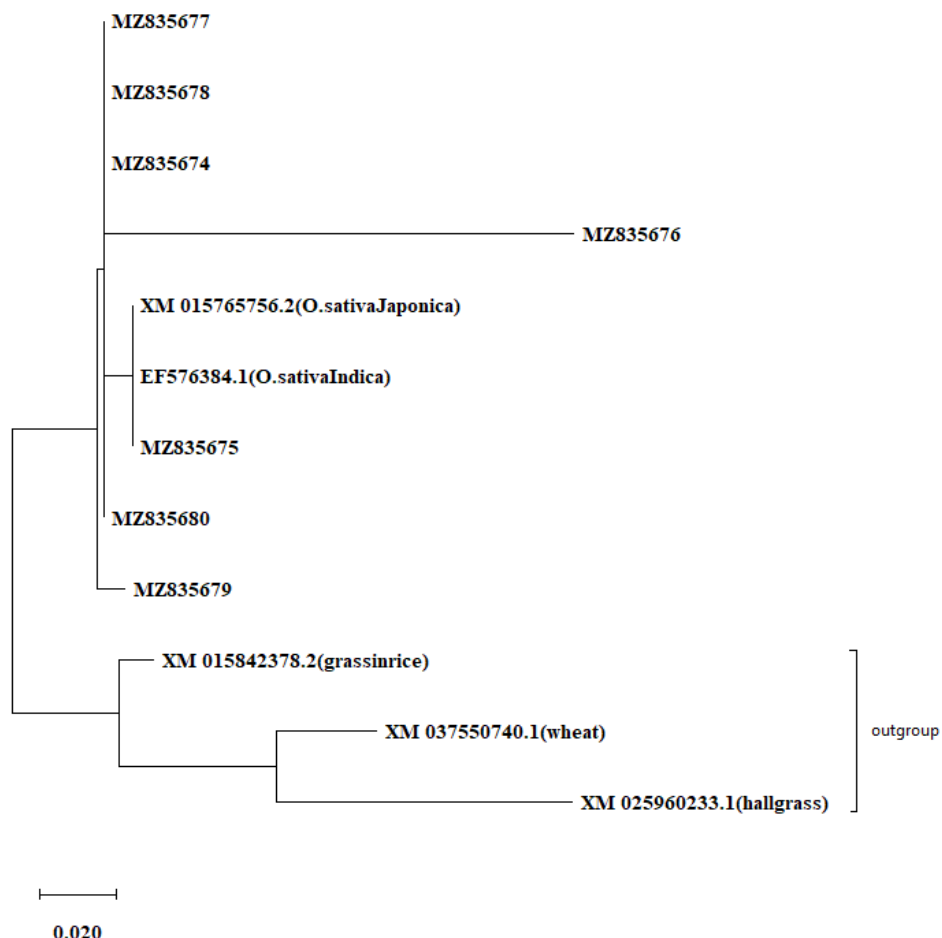 MZ835677
MZ835678
MZ835674
MZ835676
XM 015765756.2(O.sativaJaponica)
EF576384.1(O.sativaIndica)
MZ835675
MZ835680
MZ835679
XM 015842378.2(grassinrice)
XM 037550740.1(wheat)
outgroup
XM 025960233.1(hallgrass)
0.020